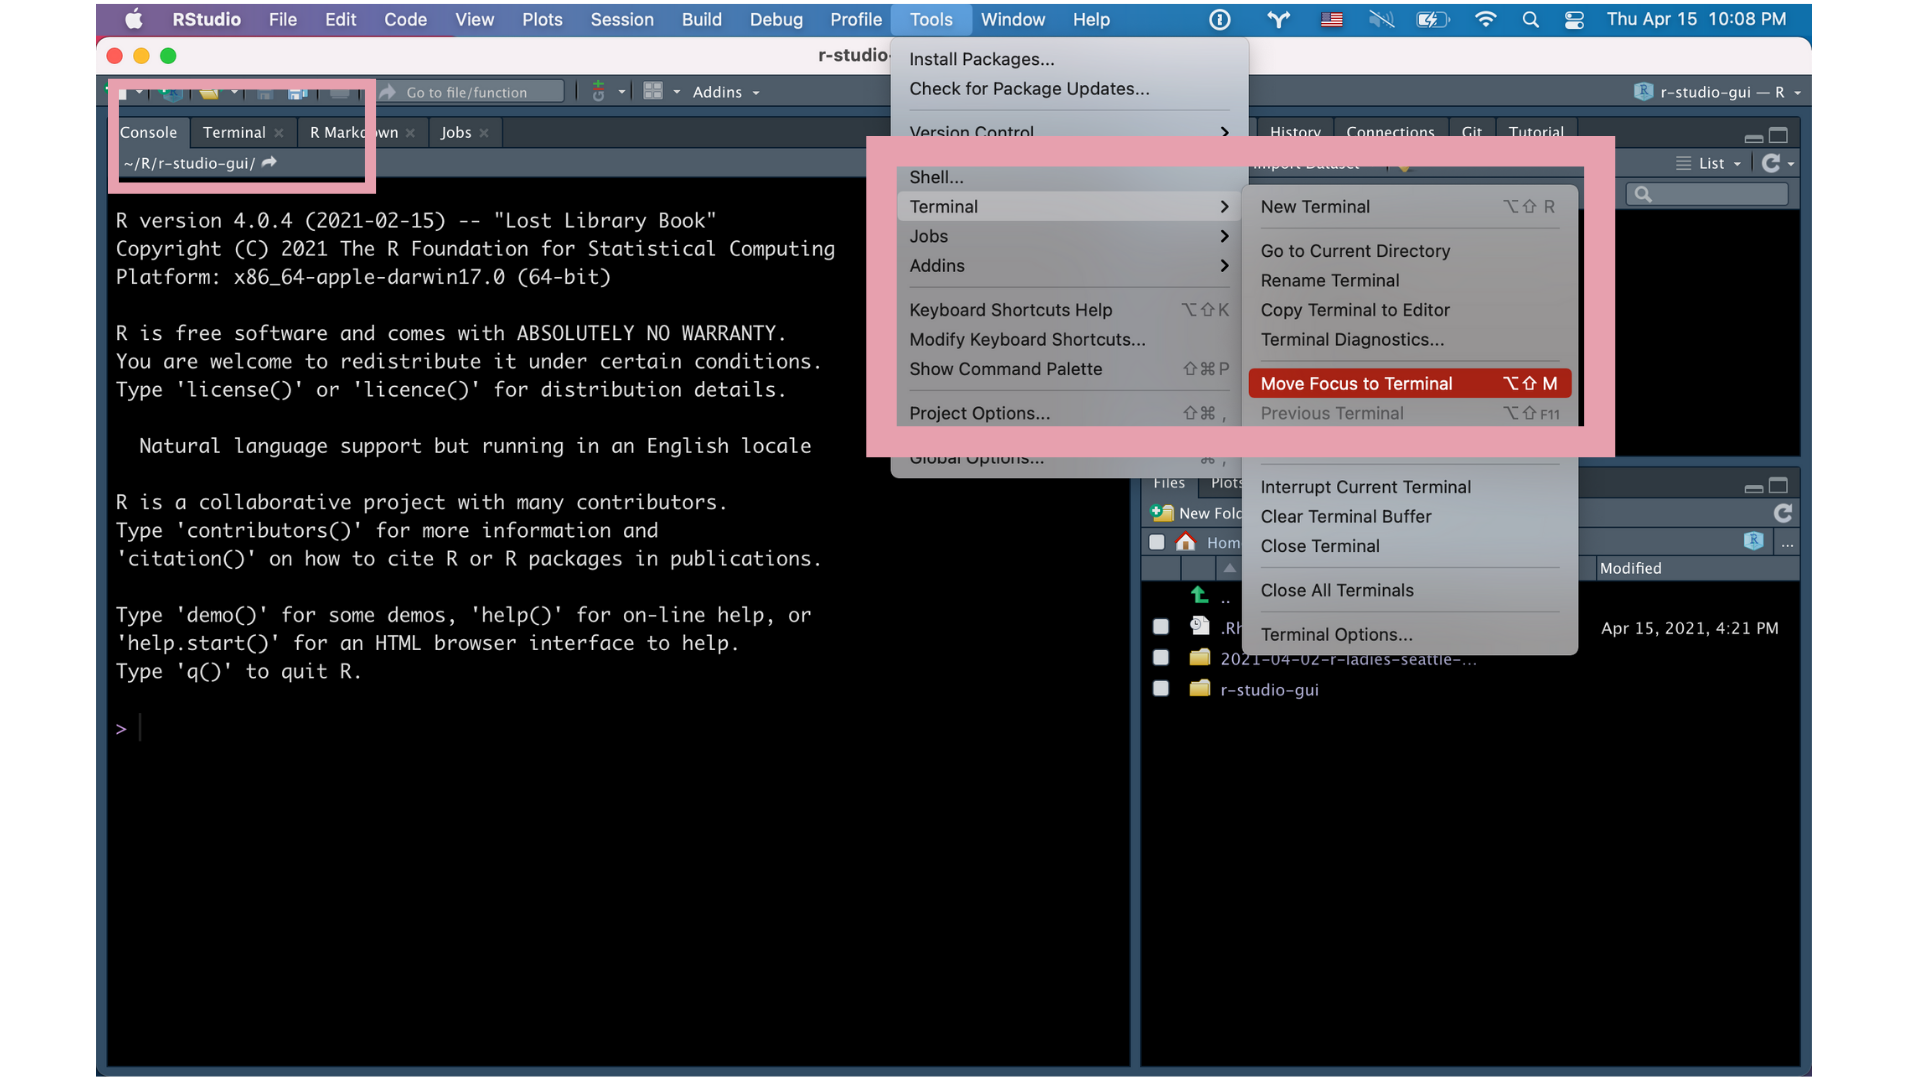 RStudio File Edit Code View Plots Session Build Debug Profile Tools Window Help Thu Apr 15 10:08 PM
r-studio-
Go to file/function Addins r-studio-gui — R
Console Terminal R Markdown Jobs
~/R/r-studio-gui/
R version 4.0.4 (2021-02-15) -- "Lost Library Book"
Copyright (C) 2021 The R Foundation for Statistical Computing
Platform: x86_64-apple-darwin17.0 (64-bit)
R is free software and comes with ABSOLUTELY NO WARRANTY.
You are welcome to redistribute it under certain conditions.
Type 'license()' or 'licence()' for distribution details.
Natural language support but running in an English locale
R is a collaborative project with many contributors.
Type 'contributors()' for more information and
'citation()' on how to cite R or R packages in publications.
Type 'demo()' for some demos, 'help()' for on-line help, or
'help.start()' for an HTML browser interface to help.
Type 'q()' to quit R.
>
Install Packages...
Check for Package Updates...
Version Control
Shell...
Terminal
Jobs
Addins
Keyboard Shortcuts Help ⌥⇧K
Modify Keyboard Shortcuts...
Show Command Palette ⇧⌘P
Project Options... ⇧⌘ ,
Global Options... ⌘ ,
New Terminal ⌥⇧ R
Go to Current Directory
Rename Terminal
Copy Terminal to Editor
Terminal Diagnostics...
Move Focus to Terminal ⌥⇧ M
Previous Terminal ⌥⇧ F11
Interrupt Current Terminal
Clear Terminal Buffer
Close Terminal
Close All Terminals
Terminal Options...
History Connections Git Tutorial
Import Dataset List
Files Plots
New Fold
Hom
...
Modified
..
.Rh Apr 15, 2021, 4:21 PM
2021-04-02-r-ladies-seattle-...
r-studio-gui